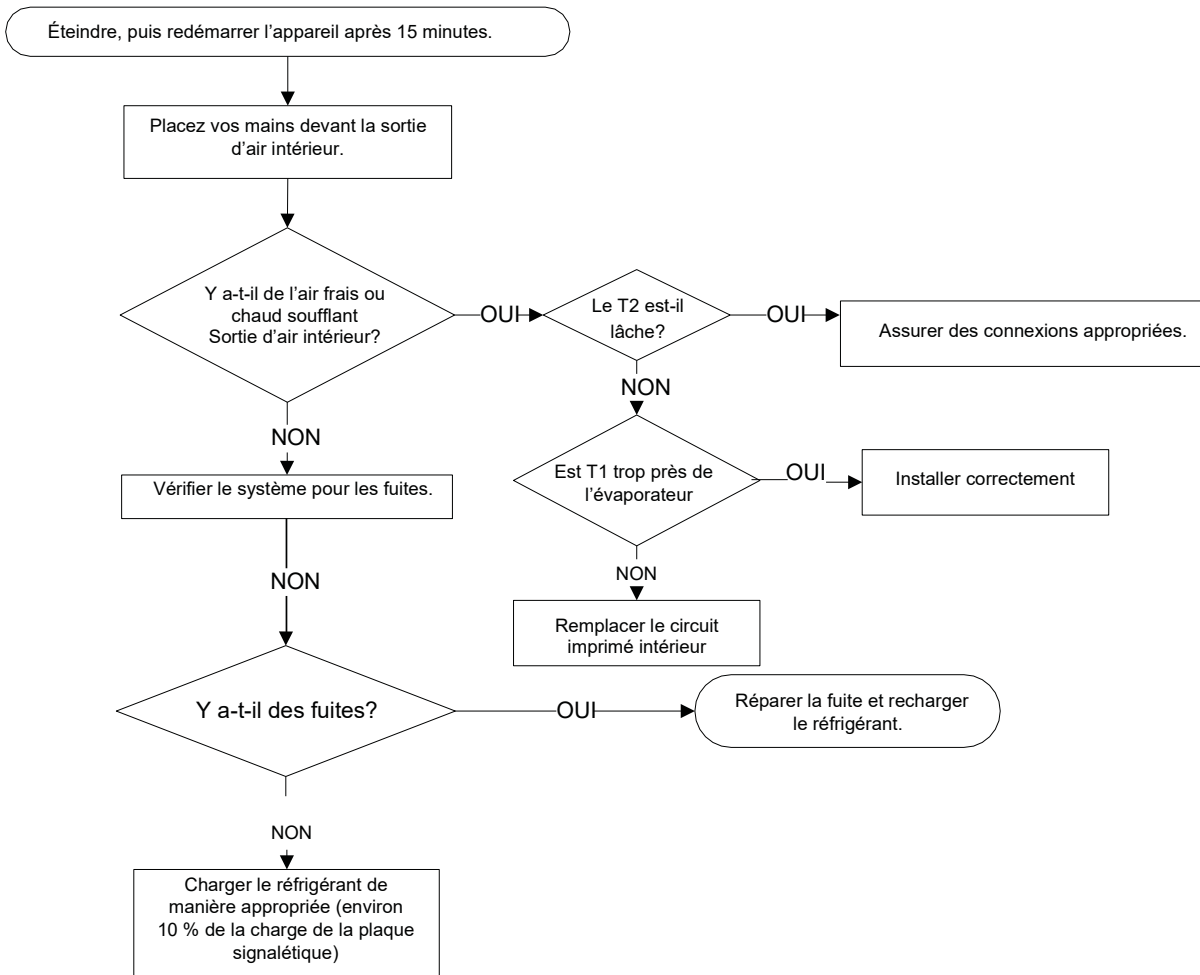 Éteindre, puis redémarrer l’appareil après 15 minutes.
Placez vos mains devant la sortie
d’air intérieur.
Y a-t-il de l’air frais ou
chaud soufflant
Sortie d’air intérieur?
OUI
Le T2 est-il
lâche?
OUI
Assurer des connexions appropriées.
NON
NON
Est T1 trop près de
l’évaporateur
OUI
Installer correctement
Vérifier le système pour les fuites.
NON
NON
Remplacer le circuit
imprimé intérieur
Y a-t-il des fuites?
OUI
Réparer la fuite et recharger
le réfrigérant.
NON
Charger le réfrigérant de
manière appropriée (environ
10 % de la charge de la plaque
signalétique)